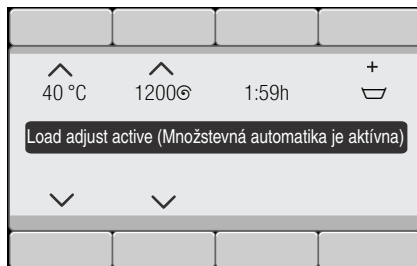 +
40 °C 1200 1:59h
Load adjust active (Množstevná automatika je aktívna)